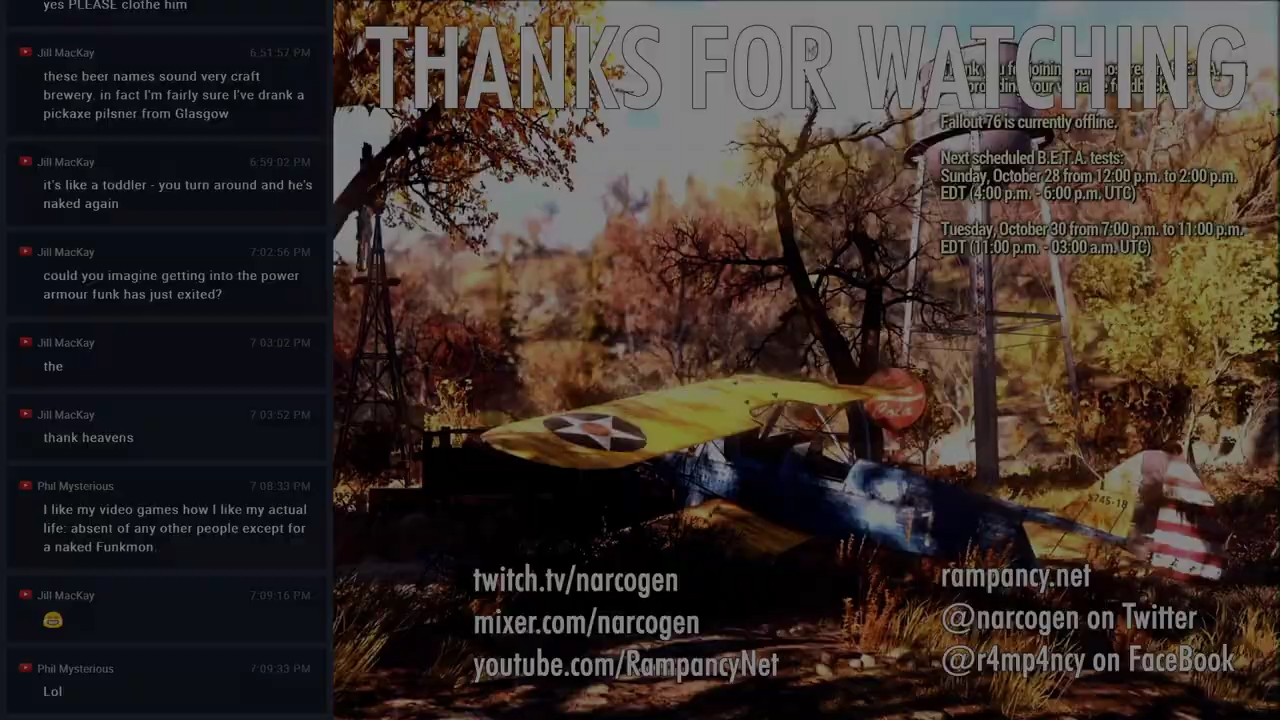 yes PLEASE clothe him
Jill MacKay 6:51:57 PM
these beer names sound very craft
brewery. in fact I'm fairly sure I've drank a
pickaxe pilsner from Glasgow
Jill MacKay 6:59:02 PM
it's like a toddler - you turn around and he's
naked again
Jill MacKay 7:02:56 PM
could you imagine getting into the power
armour funk has just exited?
Jill MacKay 7:03:02 PM
the
Jill MacKay 7:03:52 PM
thank heavens
Phil Mysterious 7:08:33 PM
I like my video games how I like my actual
life: absent of any other people except for
a naked Funkmon.
Jill MacKay 7:09:16 PM
😄
Phil Mysterious 7:09:33 PM
Lol
THANKS FOR WATCHING
Fallout 76 is currently offline.
Next scheduled B.E.T.A. tests:
Sunday, October 28 from 12:00 p.m. to 2:00 p.m.
EDT (4:00 p.m. - 6:00 p.m. UTC)
Tuesday, October 30 from 7:00 p.m. to 11:00 p.m.
EDT (11:00 p.m. - 03:00 a.m. UTC)
Cola
s745-18
twitch.tv/narcogen
mixer.com/narcogen
youtube.com/RampancyNet
rampancy.net
@narcogen on Twitter
@r4mp4ncy on FaceBook